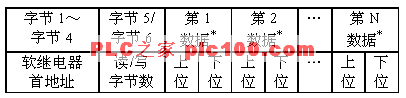 字节 1～ 字节 5/ 第 1 第 2 … 第 N
字节 4 字节 6 数据* 数据* 数据*
软继电器 读/写 上 下 上 下 … 上 下
首地址 字节数 位 位 位 位 位 位
PLC之家 plc100.com